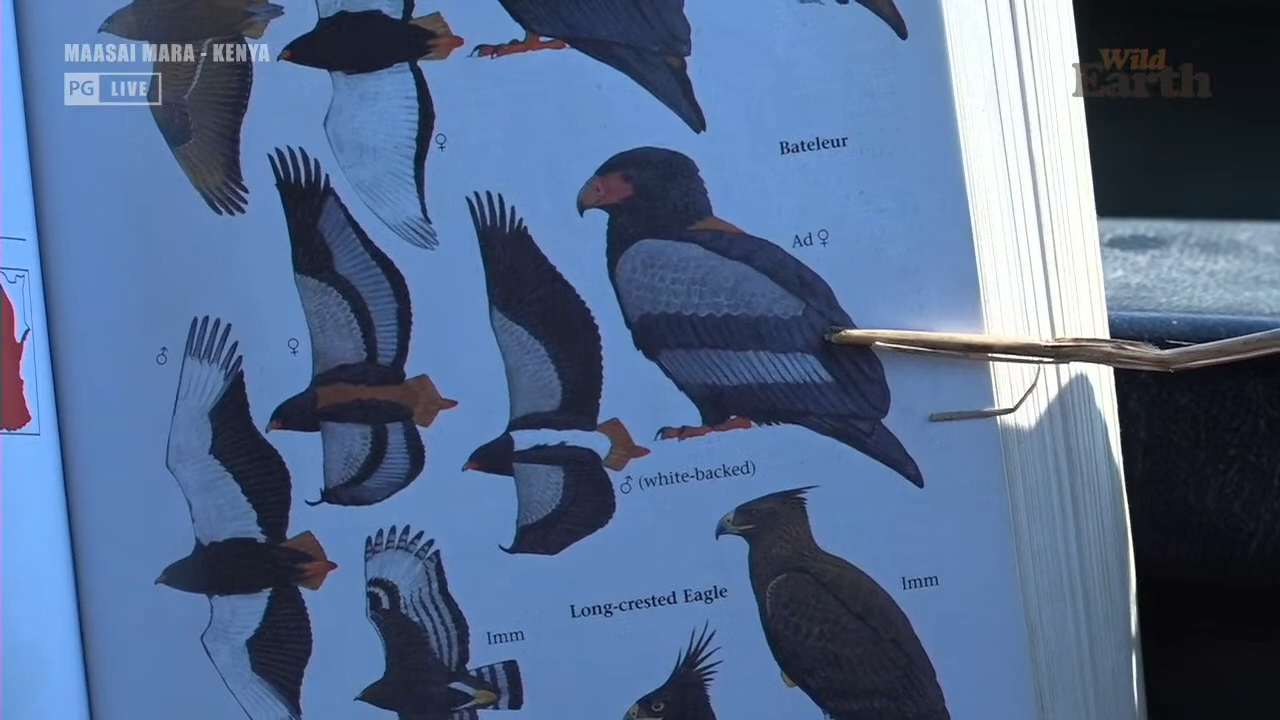 MAASAI MARA - KENYA
PG LIVE
Wild
Earth
♀
Bateleur
Ad ♀
♂
♀
♂ (white-backed)
Long-crested Eagle
Imm
Imm